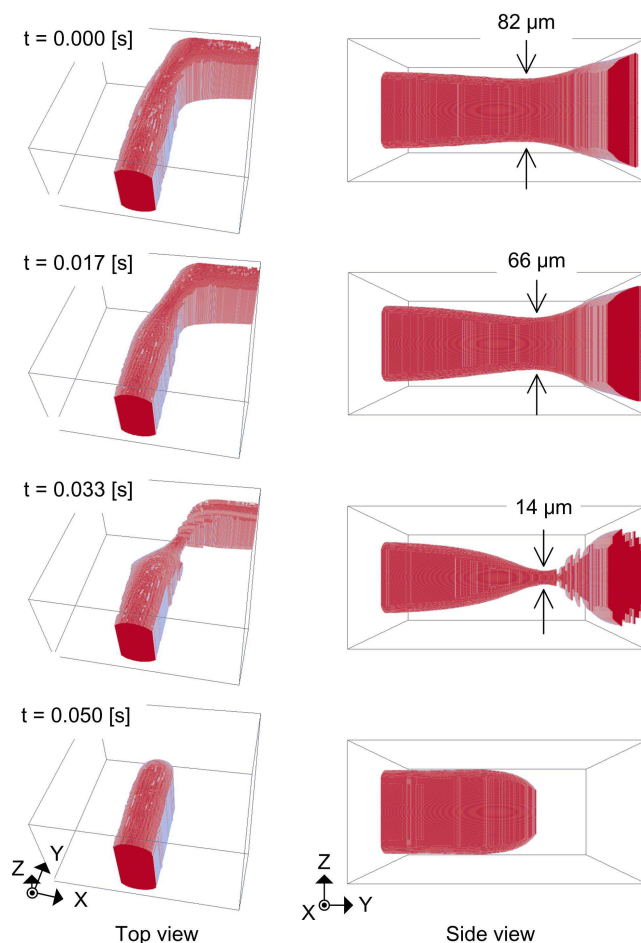 t = 0.000 [s]
82 µm
t = 0.017 [s]
66 µm
t = 0.033 [s]
14 µm
t = 0.050 [s]
Z
Y
X
Z
X
Y
Top view
Side view